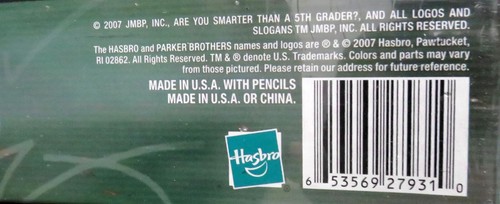 © 2007 JMBP, INC., ARE YOU SMARTER THAN A 5TH GRADER?, AND ALL LOGOS AND
SLOGANS TM JMBP, INC. ALL RIGHTS RESERVED.
The HASBRO and PARKER BROTHERS names and logos are ® & © 2007 Hasbro, Pawtucket,
RI 02862. All Rights Reserved. TM & ® denote U.S. Trademarks. Colors and parts may vary
from those pictured. Please retain our address for future reference.
MADE IN U.S.A. WITH PENCILS
MADE IN U.S.A. OR CHINA.
Hasbro
6 53569 27931 0